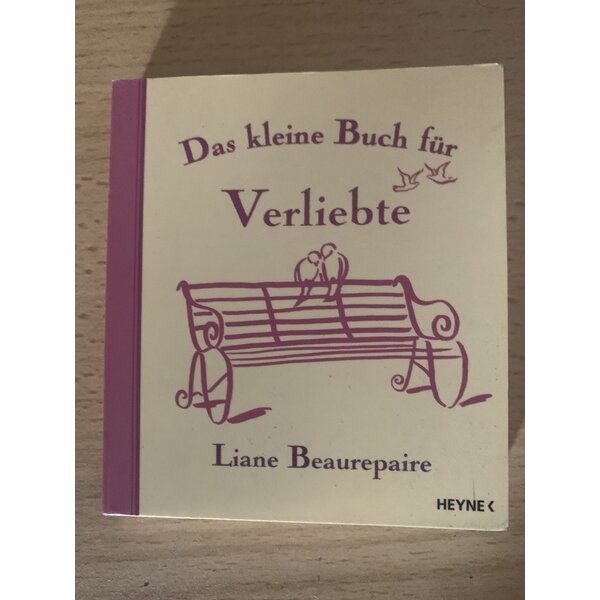 Das kleine Buch für
Verliebte
Liane Beaurepaire
HEYNE